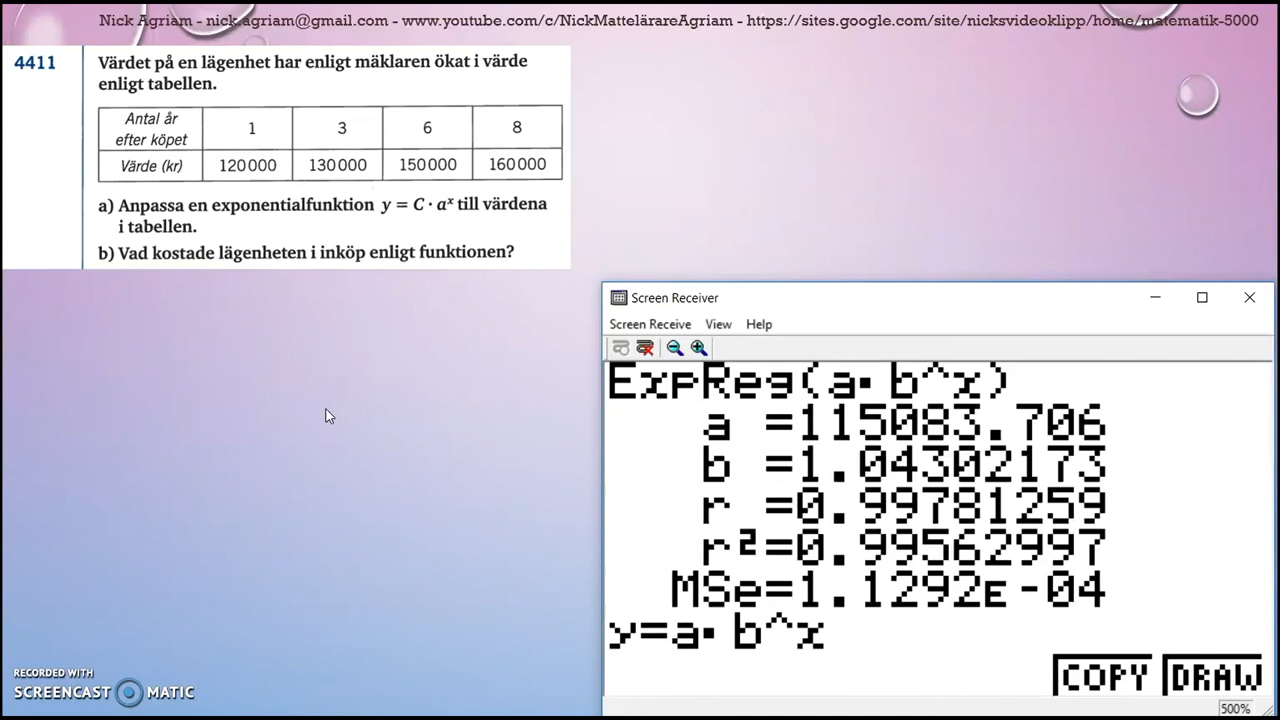 Nick Agriam - nick.agriam@gmail.com - www.youtube.com/c/NickMattelärareAgriam - https://sites.google.com/site/nicksvideoklipp/home/matematik-5000
4411
Värdet på en lägenhet har enligt mäklaren ökat i värde
enligt tabellen.
Antal år
efter köpet 1 3 6 8
Värde (kr) 120 000 130 000 150 000 160 000
a) Anpassa en exponentialfunktion y = C · aˣ till värdena
i tabellen.
b) Vad kostade lägenheten i inköp enligt funktionen?
Screen Receiver
Screen Receive View Help
ExpReg(a·b^x)
a =115083.706
b =1.04302173
r =0.99781259
r²=0.99562997
MSe=1.1292E-04
y=a·b^x
COPY DRAW
500%
RECORDED WITH
SCREENCAST MATIC